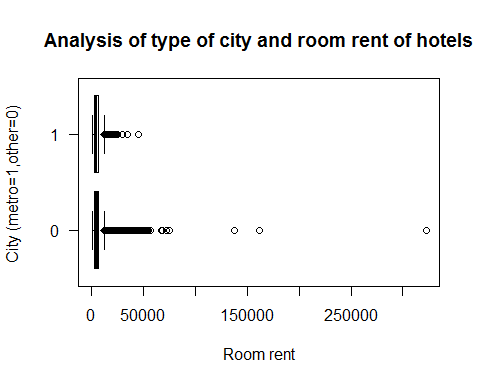 Analysis of type of city and room rent of hotels
City (metro=1,other=0)
1
0
0
50000
150000
250000
Room rent